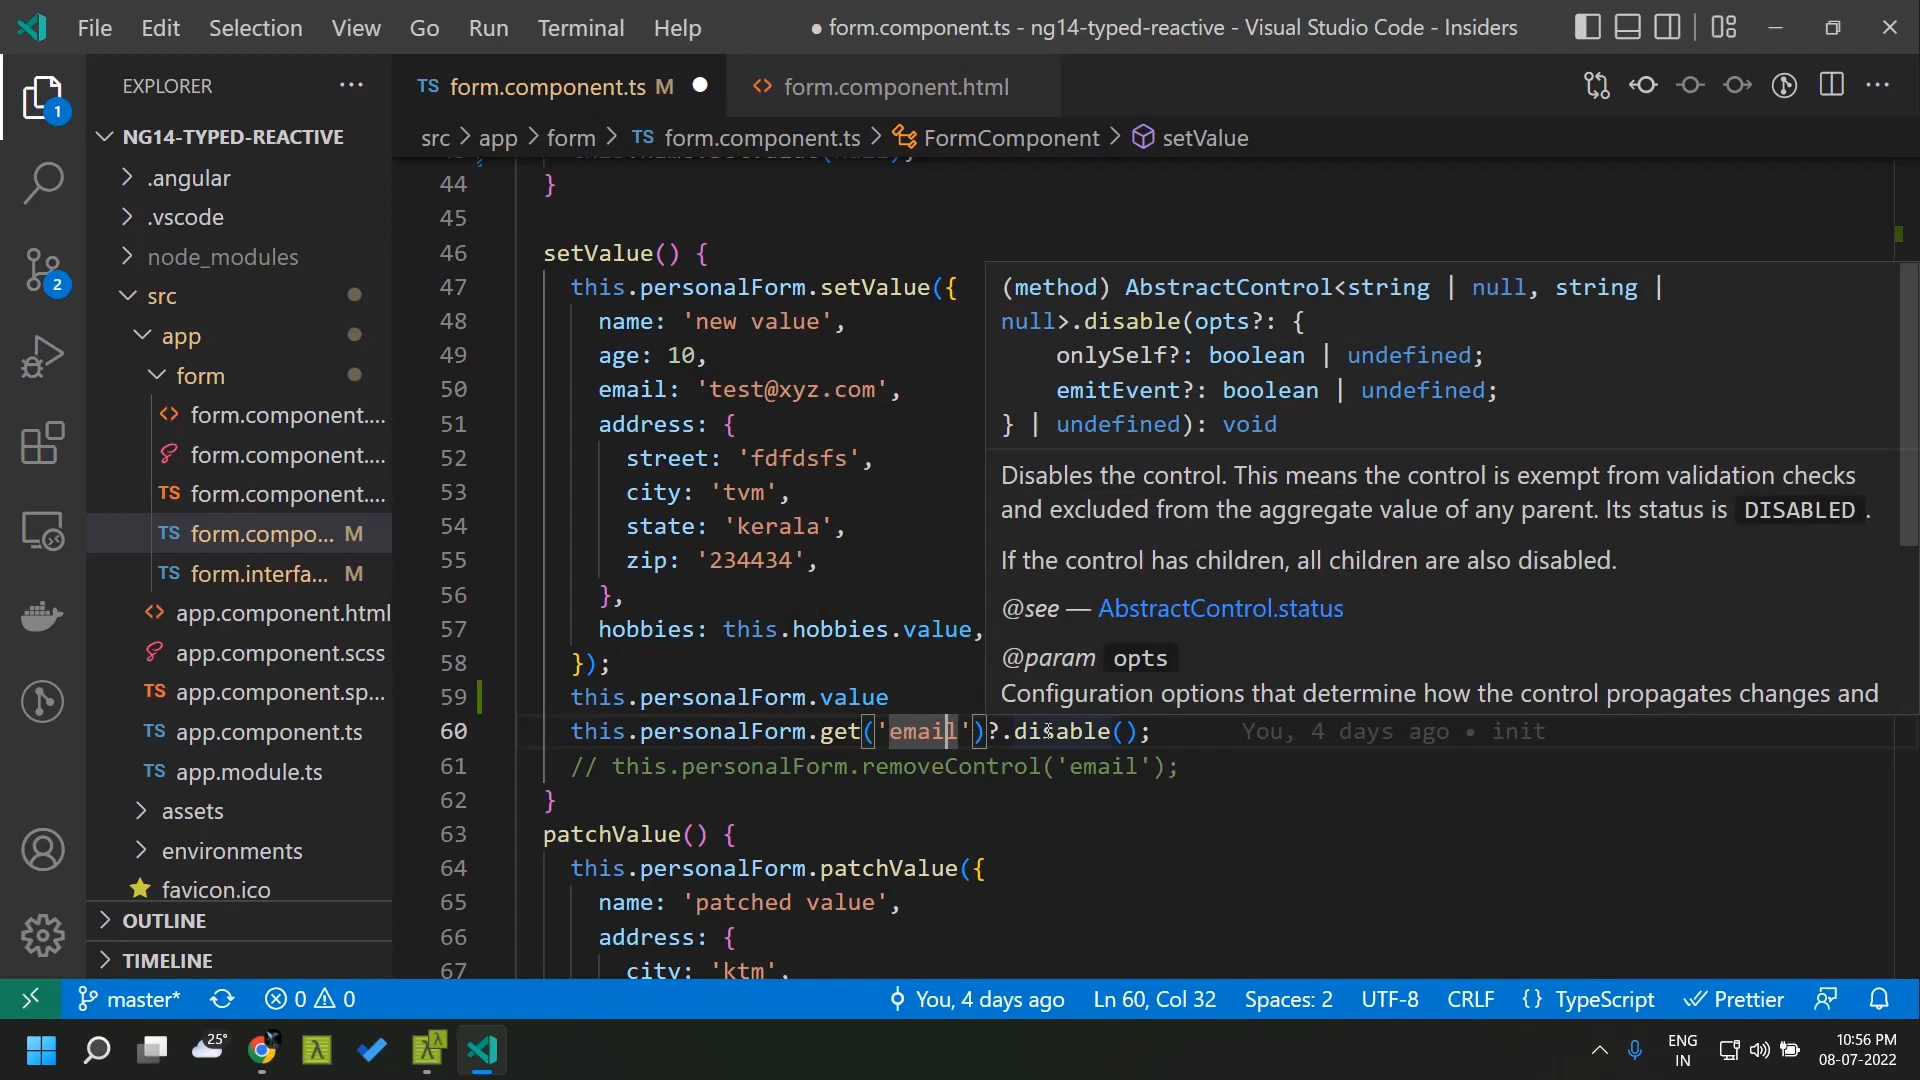 File Edit Selection View Go Run Terminal Help
● form.component.ts - ng14-typed-reactive - Visual Studio Code - Insiders
EXPLORER
1
2
NG14-TYPED-REACTIVE
.angular
.vscode
node_modules
src
app
form
form.component....
form.component....
TS form.component....
TS form.compo... M
TS form.interfa... M
app.component.html
app.component.scss
TS app.component.sp...
TS app.component.ts
TS app.module.ts
assets
environments
favicon.ico
OUTLINE
TIMELINE
TS form.component.ts M
form.component.html
src > app > form > TS form.component.ts > FormComponent > setValue
44 }
45
46 setValue() {
47 this.personalForm.setValue({
48 name: 'new value',
49 age: 10,
50 email: 'test@xyz.com',
51 address: {
52 street: 'fdfdsfs',
53 city: 'tvm',
54 state: 'kerala',
55 zip: '234434',
56 },
57 hobbies: this.hobbies.value,
58 });
59 this.personalForm.value
60 this.personalForm.get('email')?.disable(); You, 4 days ago • init
61 // this.personalForm.removeControl('email');
62 }
63 patchValue() {
64 this.personalForm.patchValue({
65 name: 'patched value',
66 address: {
67 city: 'ktm',
(method) AbstractControl<string | null, string |
null>.disable(opts?: {
onlySelf?: boolean | undefined;
emitEvent?: boolean | undefined;
} | undefined): void
Disables the control. This means the control is exempt from validation checks
and excluded from the aggregate value of any parent. Its status is DISABLED .
If the control has children, all children are also disabled.
@see — AbstractControl.status
@param opts
Configuration options that determine how the control propagates changes and
master* 0 0 You, 4 days ago Ln 60, Col 32 Spaces: 2 UTF-8 CRLF {} TypeScript Prettier
25°
ENG
IN
10:56 PM
08-07-2022